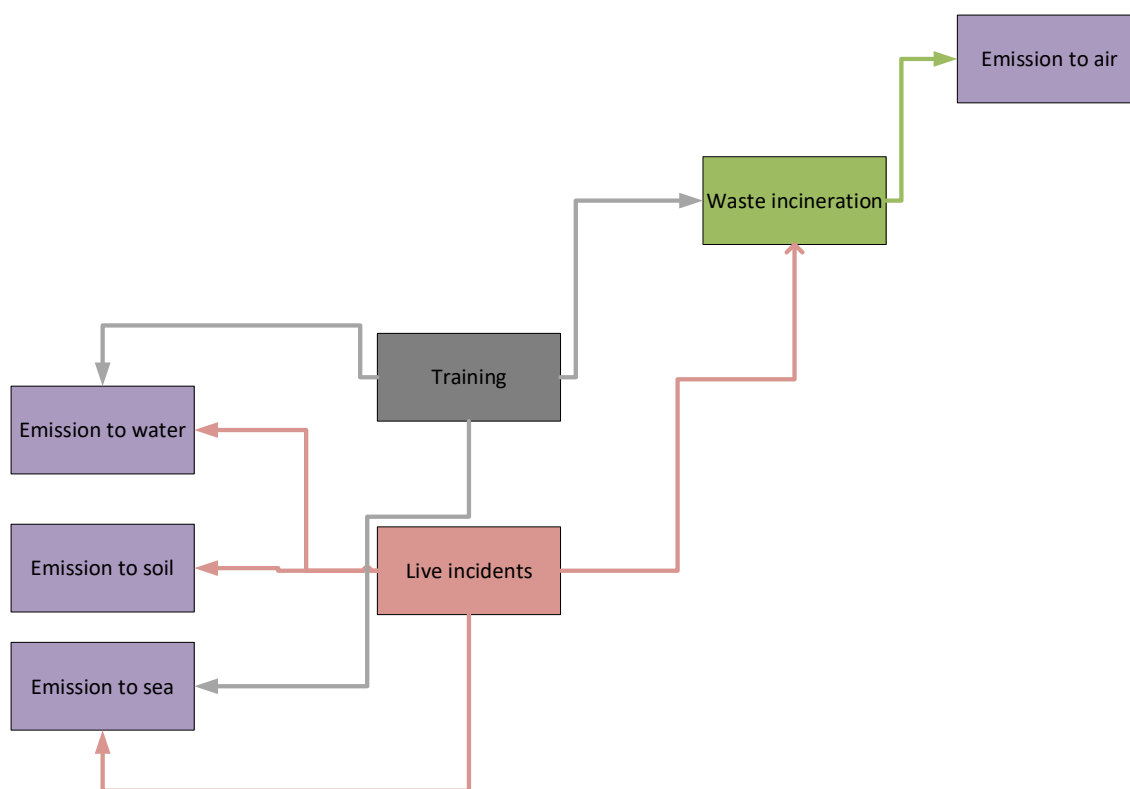 Emission to air
Waste incineration
Training
Emission to water
Emission to soil
Live incidents
Emission to sea